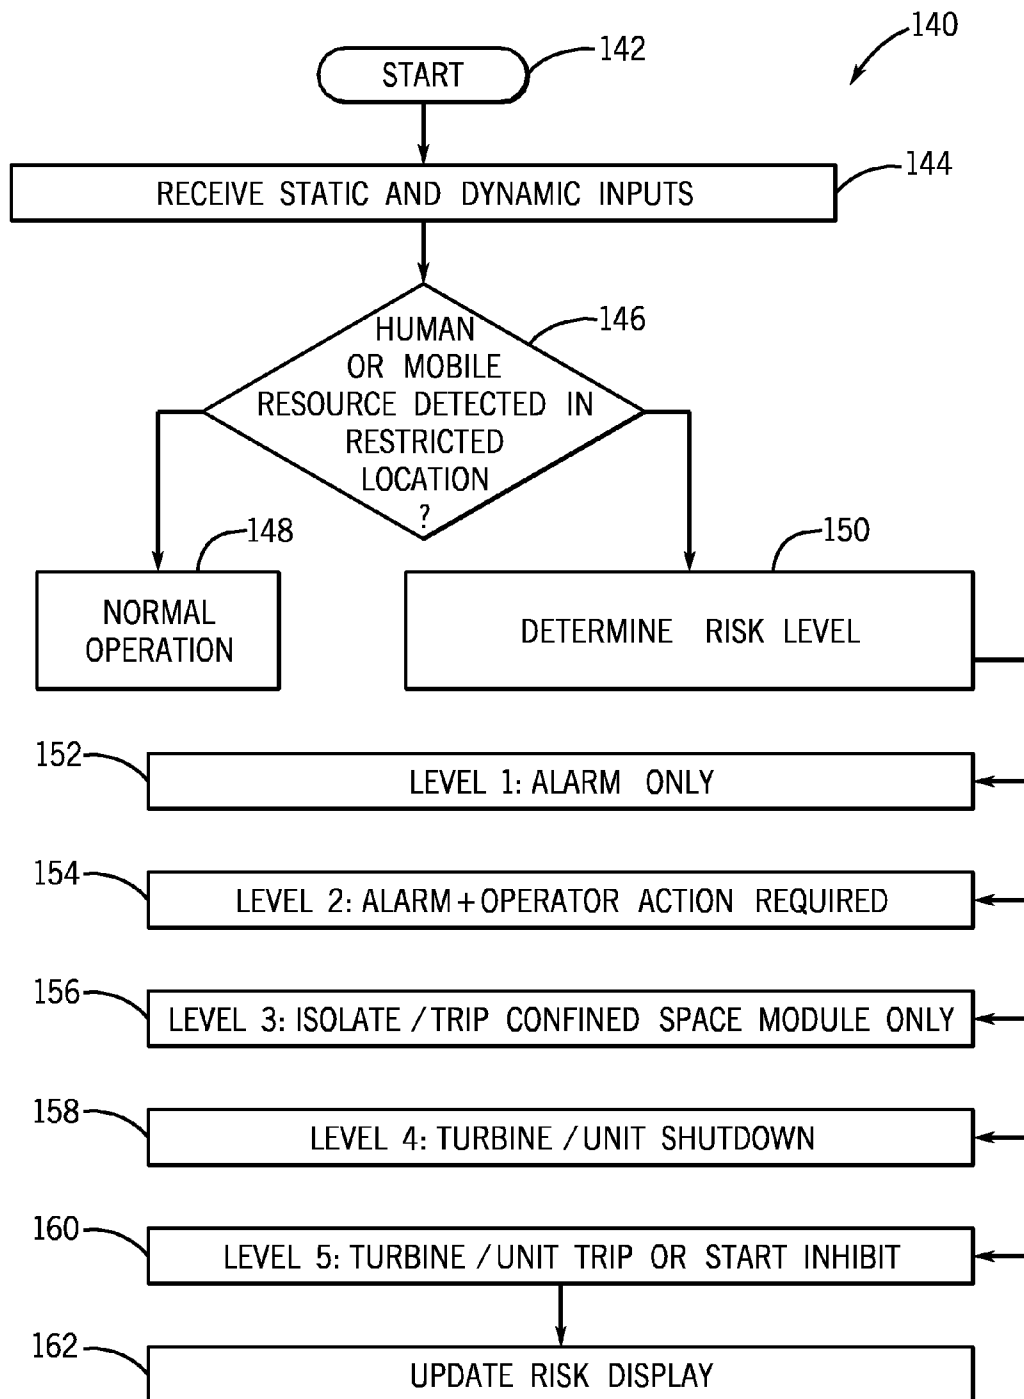 140
START
142
RECEIVE STATIC AND DYNAMIC INPUTS
144
HUMAN
OR MOBILE
RESOURCE DETECTED IN
RESTRICTED
LOCATION
?
146
148
NORMAL
OPERATION
150
DETERMINE RISK LEVEL
152
LEVEL 1: ALARM ONLY
154
LEVEL 2: ALARM+OPERATOR ACTION REQUIRED
156
LEVEL 3: ISOLATE / TRIP CONFINED SPACE MODULE ONLY
158
LEVEL 4: TURBINE / UNIT SHUTDOWN
160
LEVEL 5: TURBINE / UNIT TRIP OR START INHIBIT
162
UPDATE RISK DISPLAY